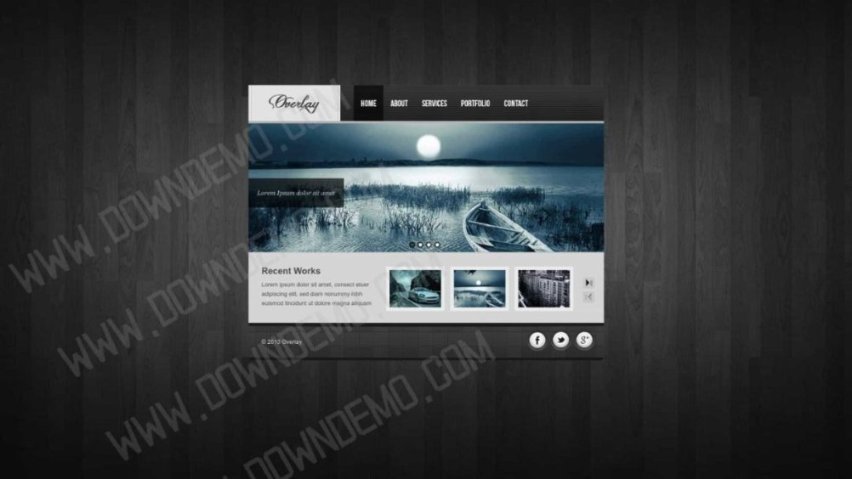 Overlay
HOME ABOUT SERVICES PORTFOLIO CONTACT
Lorem Ipsum dolor sit amet
Recent Works
Lorem ipsum dolor sit amet, consect etuer
adipiscing elit, sed diam nonummy nibh
euismod tincidunt ut dolore magna aliquam
© 2010 Overlay
WWW.DOWNDEMO.COM
WWW.DOWNDEMO.COM
WWW.DOWNDEMO.COM
WWW.DOWNDEMO.COM